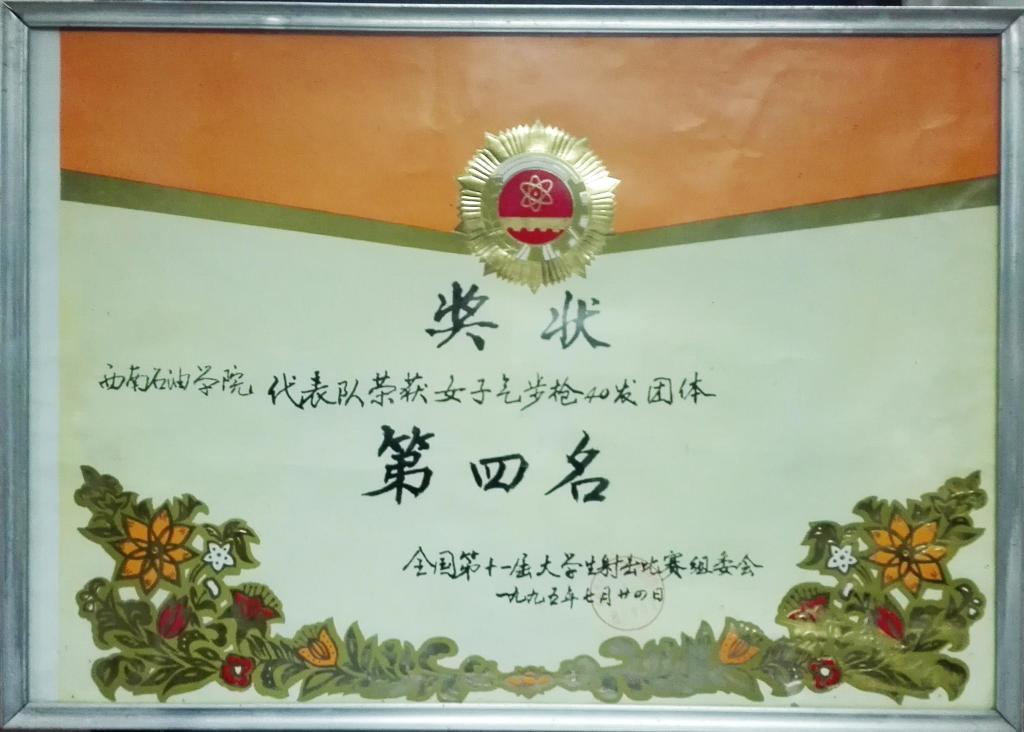 奖状
西南石油学院 代表队荣获女子气步枪40发团体
第四名
全国第十一届大学生射击比赛组委会
一九九五年七月廿四日